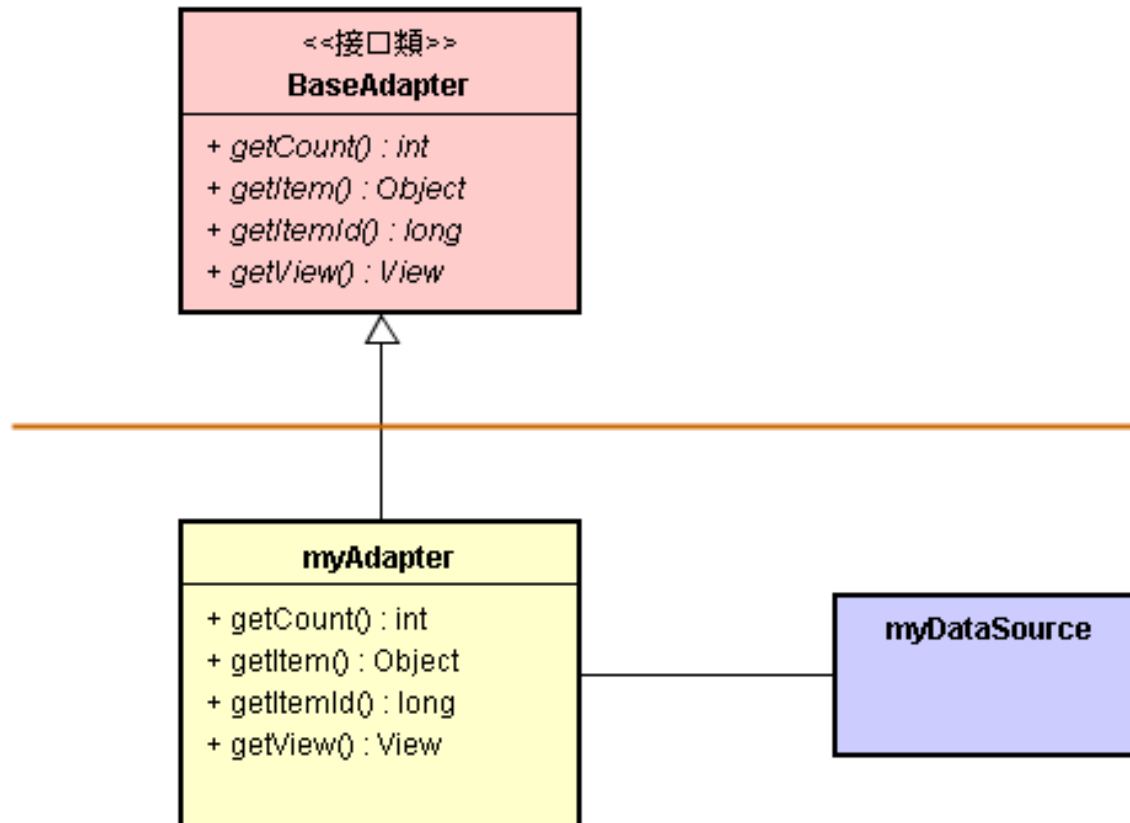 <<接口類>>
BaseAdapter
+ getCount() : int
+ getItem() : Object
+ getItemId() : long
+ getView() : View
myAdapter
+ getCount() : int
+ getItem() : Object
+ getItemId() : long
+ getView() : View
myDataSource